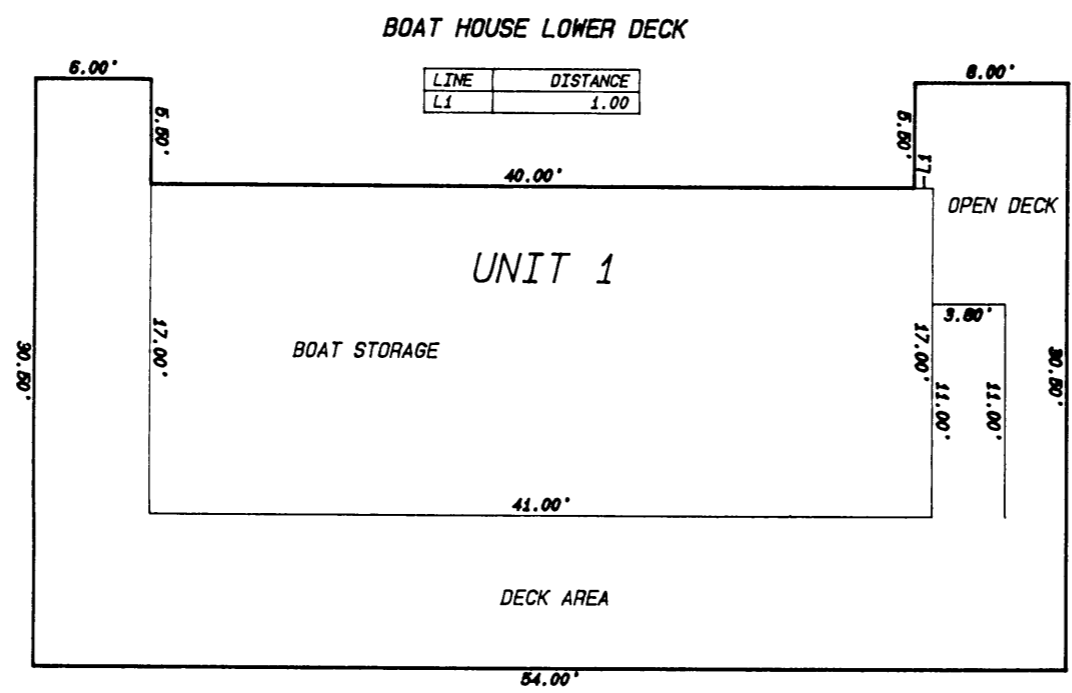 BOAT HOUSE LOWER DECK
6.00'
LINE DISTANCE
L1 1.00
8.00'
5.50'
5.50'
L1
40.00'
OPEN DECK
UNIT 1
3.80'
17.00'
BOAT STORAGE
17.00'
30.50'
30.50'
11.00'
11.00'
41.00'
DECK AREA
54.00'